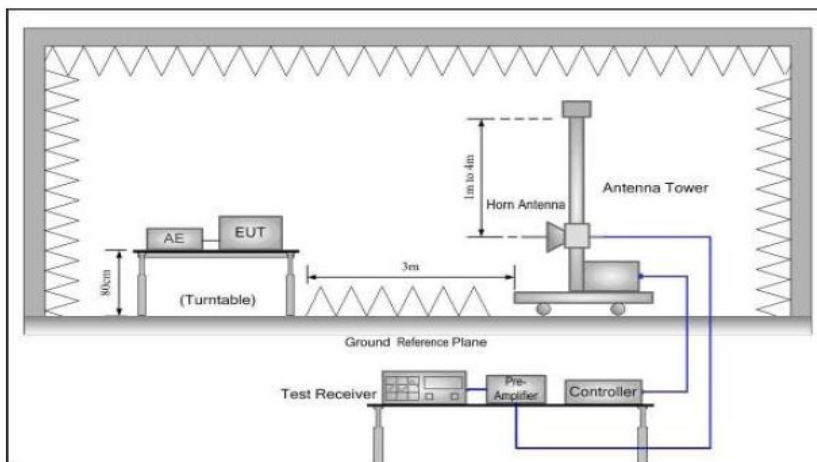 1m to 4m
Horn Antenna
Antenna Tower
AE
EUT
80cm
(Turntable)
3m
Ground Reference Plane
Test Receiver
Pre-
Amplifier
Controller